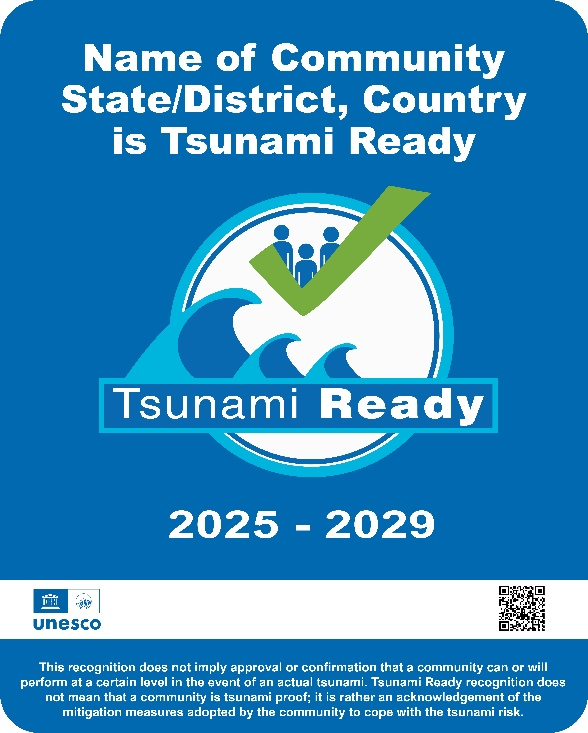 Name of Community
State/District, Country
is Tsunami Ready
Tsunami Ready
2025 - 2029
unesco
This recognition does not imply approval or confirmation that a community can or will
perform at a certain level in the event of an actual tsunami. Tsunami Ready recognition does
not mean that a community is tsunami proof; it is rather an acknowledgement of the
mitigation measures adopted by the community to cope with the tsunami risk.